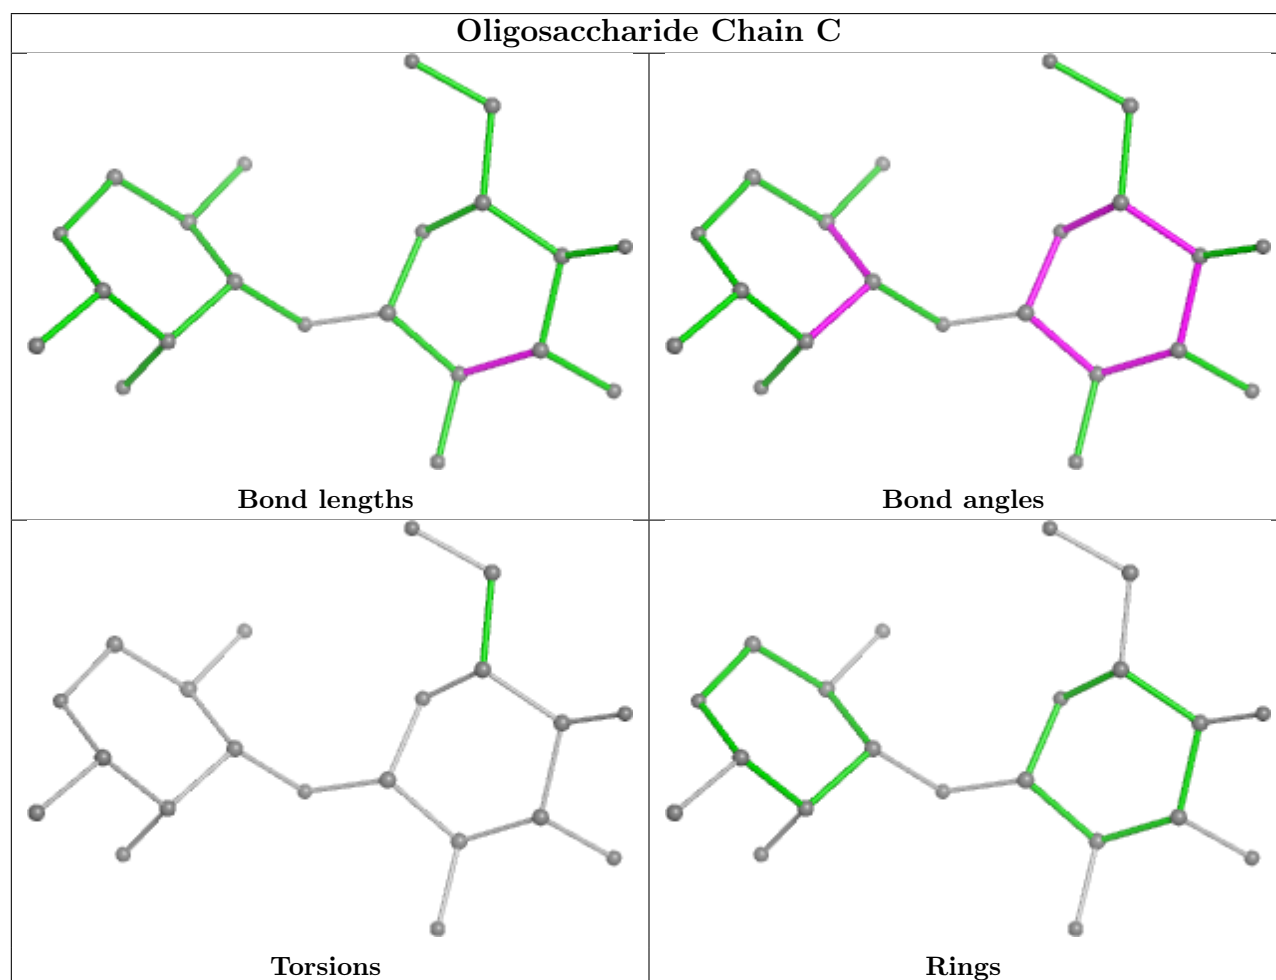 Oligosaccharide Chain C
Bond lengths
Bond angles
Torsions
Rings